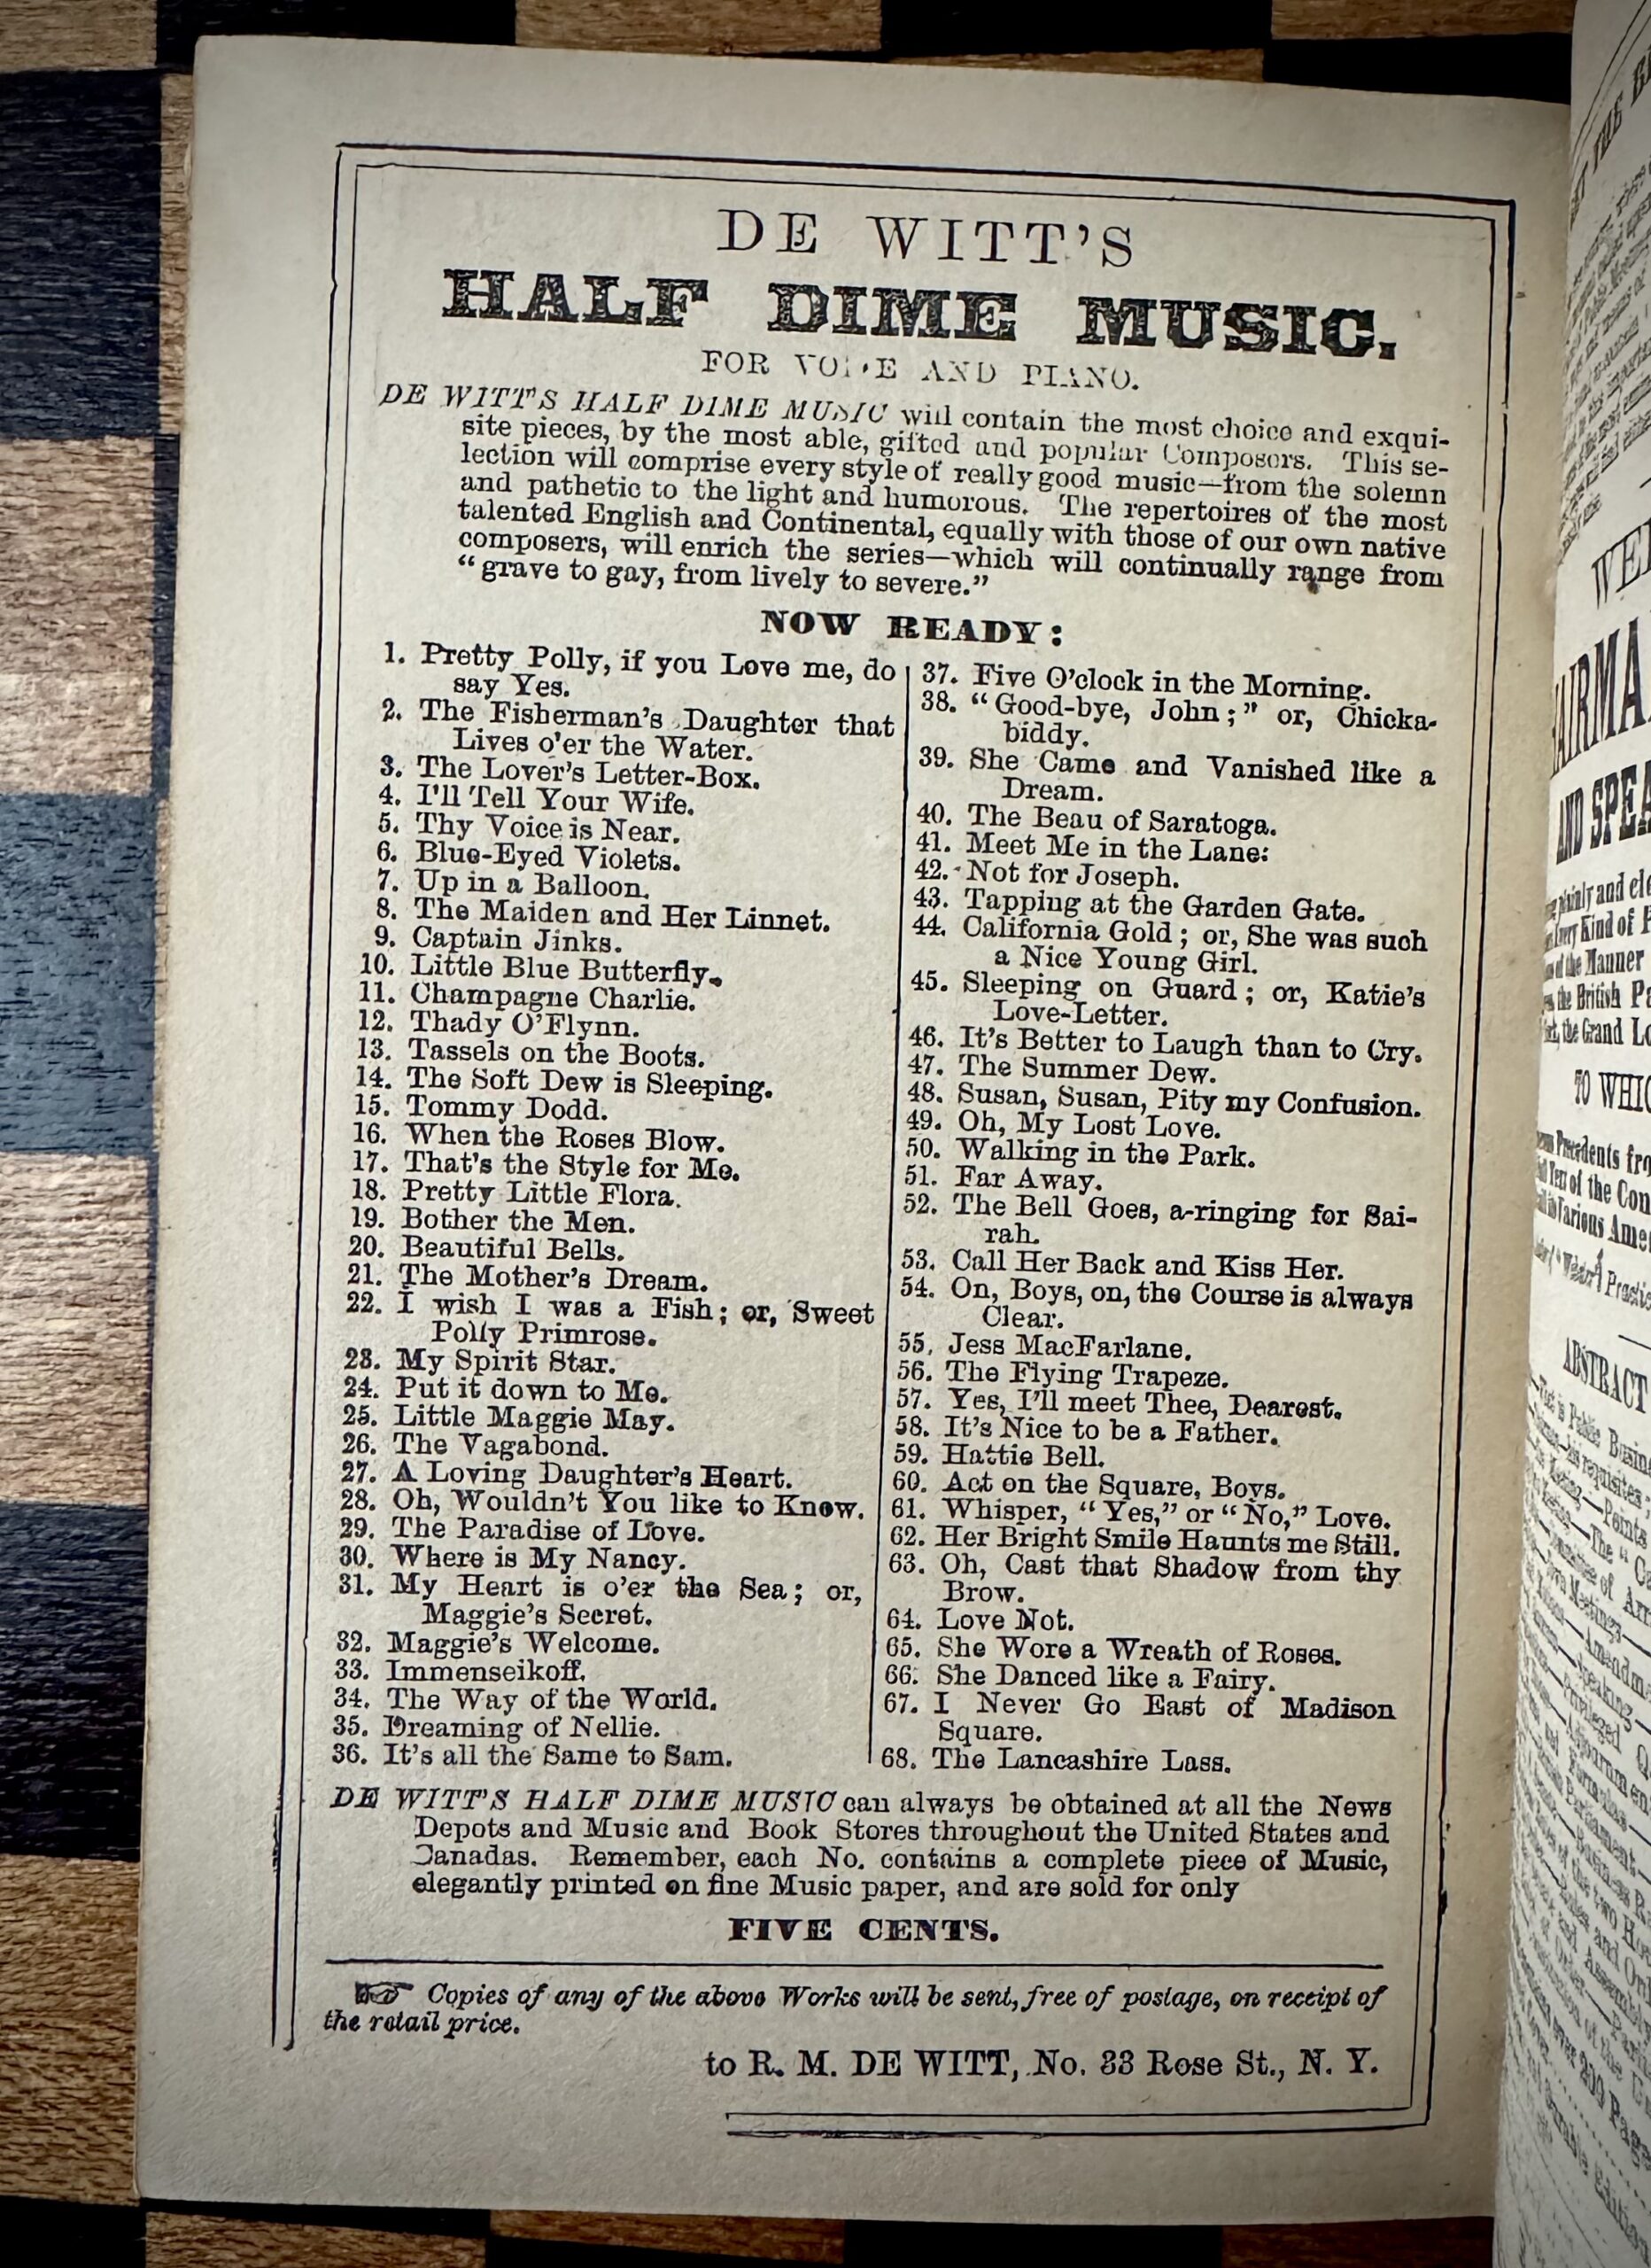 DE WITT'S
HALF DIME MUSIC.
FOR VOICE AND PIANO.
DE WITT'S HALF DIME MUSIC will contain the most choice and exqui-
site pieces, by the most able, gifted and popular Composers. This se-
lection will comprise every style of really good music—from the solemn
and pathetic to the light and humorous. The repertoires of the most
talented English and Continental, equally with those of our own native
composers, will enrich the series—which will continually range from
"grave to gay, from lively to severe."
NOW READY:
1. Pretty Polly, if you Love me, do
say Yes.
2. The Fisherman's Daughter that
Lives o'er the Water.
3. The Lover's Letter-Box.
4. I'll Tell Your Wife.
5. Thy Voice is Near.
6. Blue-Eyed Violets.
7. Up in a Balloon.
8. The Maiden and Her Linnet.
9. Captain Jinks.
10. Little Blue Butterfly.
11. Champagne Charlie.
12. Thady O'Flynn.
13. Tassels on the Boots.
14. The Soft Dew is Sleeping.
15. Tommy Dodd.
16. When the Roses Blow.
17. That's the Style for Me.
18. Pretty Little Flora.
19. Bother the Men.
20. Beautiful Bells.
21. The Mother's Dream.
22. I wish I was a Fish; or, Sweet
Polly Primrose.
23. My Spirit Star.
24. Put it down to Me.
25. Little Maggie May.
26. The Vagabond.
27. A Loving Daughter's Heart.
28. Oh, Wouldn't You like to Know.
29. The Paradise of Love.
30. Where is My Nancy.
31. My Heart is o'er the Sea; or,
Maggie's Secret.
32. Maggie's Welcome.
33. Immenseikoff.
34. The Way of the World.
35. Dreaming of Nellie.
36. It's all the Same to Sam.
37. Five O'clock in the Morning.
38. "Good-bye, John;" or, Chicka-
biddy.
39. She Came and Vanished like a
Dream.
40. The Beau of Saratoga.
41. Meet Me in the Lane:
42. Not for Joseph.
43. Tapping at the Garden Gate.
44. California Gold; or, She was such
a Nice Young Girl.
45. Sleeping on Guard; or, Katie's
Love-Letter.
46. It's Better to Laugh than to Cry.
47. The Summer Dew.
48. Susan, Susan, Pity my Confusion.
49. Oh, My Lost Love.
50. Walking in the Park.
51. Far Away.
52. The Bell Goes, a-ringing for Sai-
rah.
53. Call Her Back and Kiss Her.
54. On, Boys, on, the Course is always
Clear.
55. Jess MacFarlane.
56. The Flying Trapeze.
57. Yes, I'll meet Thee, Dearest.
58. It's Nice to be a Father.
59. Hattie Bell.
60. Act on the Square, Boys.
61. Whisper, "Yes," or "No," Love.
62. Her Bright Smile Haunts me Still.
63. Oh, Cast that Shadow from thy
Brow.
64. Love Not.
65. She Wore a Wreath of Roses.
66. She Danced like a Fairy.
67. I Never Go East of Madison
Square.
68. The Lancashire Lass.
DE WITT'S HALF DIME MUSIC can always be obtained at all the News
Depots and Music and Book Stores throughout the United States and
Canadas. Remember, each No. contains a complete piece of Music,
elegantly printed on fine Music paper, and are sold for only
FIVE CENTS.
☞ Copies of any of the above Works will be sent, free of postage, on receipt of
the retail price.
to R. M. DE WITT, No. 33 Rose St., N. Y.
AND
plainly and
Kind of
of the Manner
the British
the Grand
TO
Precedents
Text of the
in Various
ABSTRACT